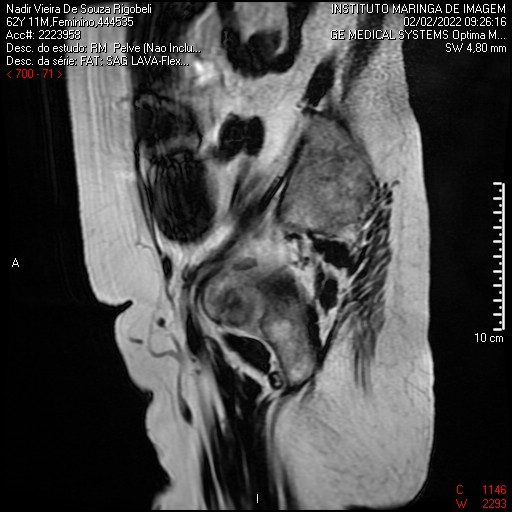 Nadir Vieira De Souza Rigobeli
62Y 11M,Feminiho,444535
Acc#: 2223953
Desc. do estudo: RM Pelve (Nao Inclu...
Desc. da série: FAT: SAG LAVA-Flex...
< 700 - 71 >
INSTITUTO MARINGA DE IMAGEM
02/02/2022 09:26:16
GE MEDICAL SYSTEMS Optima M...
SW 4,80 mm
A
10 cm
I
C 1146
W 2293